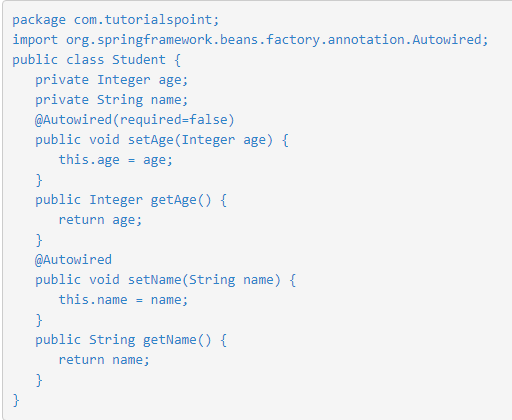 package com.tutorialspoint;
import org.springframework.beans.factory.annotation.Autowired;
public class Student {
   private Integer age;
   private String name;
   @Autowired(required=false)
   public void setAge(Integer age) {
      this.age = age;
   }
   public Integer getAge() {
      return age;
   }
   @Autowired
   public void setName(String name) {
      this.name = name;
   }
   public String getName() {
      return name;
   }
}